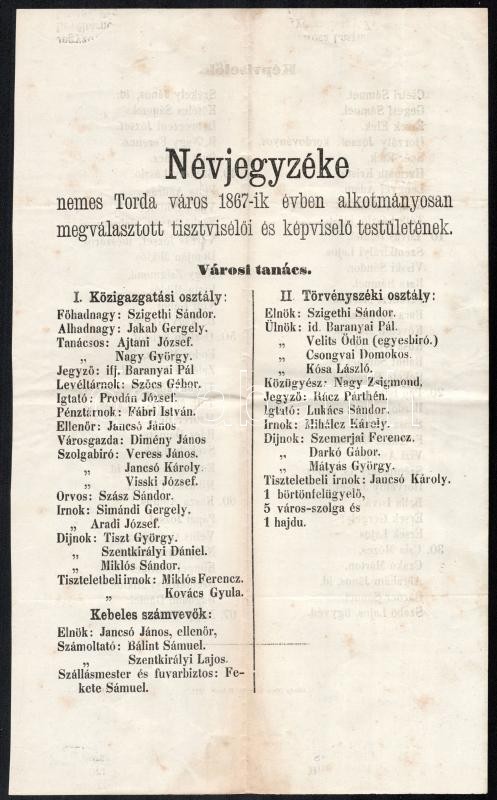 Névjegyzéke
nemes Torda város 1867-ik évben alkotmányosan
megválasztott tisztviselői és képviselő testületének.
Városi tanács.
I. Közigazgatási osztály:
Főhadnagy: Szigethi Sándor.
Alhadnagy: Jakab Gergely.
Tanácsos: Ajtani József.
„ Nagy György.
Jegyző: ifj. Baranyai Pál
Levéltárnok: Szőcs Gébor.
Igtató: Prodán József.
Pénztárnok: Fábri István.
Ellenőr: Jancsó János
Városgazda: Dimény János
Szolgabiró: Veress János.
„ Jancsó Károly.
„ Visski József.
Orvos: Szász Sándor.
Irnok: Simándi Gergely.
„ Aradi József.
Dijnok: Tiszt György.
„ Szentkirályi Dániel.
„ Miklós Sándor.
Tiszteletbeli irnok: Miklós Ferencz.
„ Kovács Gyula.
Kebeles számvevők:
Elnök: Jancsó János, ellenőr,
Számoltató: Bálint Sámuel.
„ Szentkirályi Lajos.
Szállásmester és fuvarbiztos: Fe-
kete Sámuel.
II. Törvényszéki osztály:
Elnök: Szigethi Sándor.
Ülnök: id. Baranyai Pál.
„ Velits Ödön (egyesbiró.)
„ Csongvai Domokos.
„ Kósa László.
Közügyész: Nagy Zsigmond,
Jegyző: Rácz Párthén.
Igtató: Lukács Sándor.
Irnok: Mihálcz Károly.
Dijnok: Szemerjai Ferencz.
„ Darkó Gábor.
„ Mátyás György.
Tiszteletbeli irnok: Jancsó Károly.
1 börtönfelügyelő,
5 város-szolga és
1 hajdu.